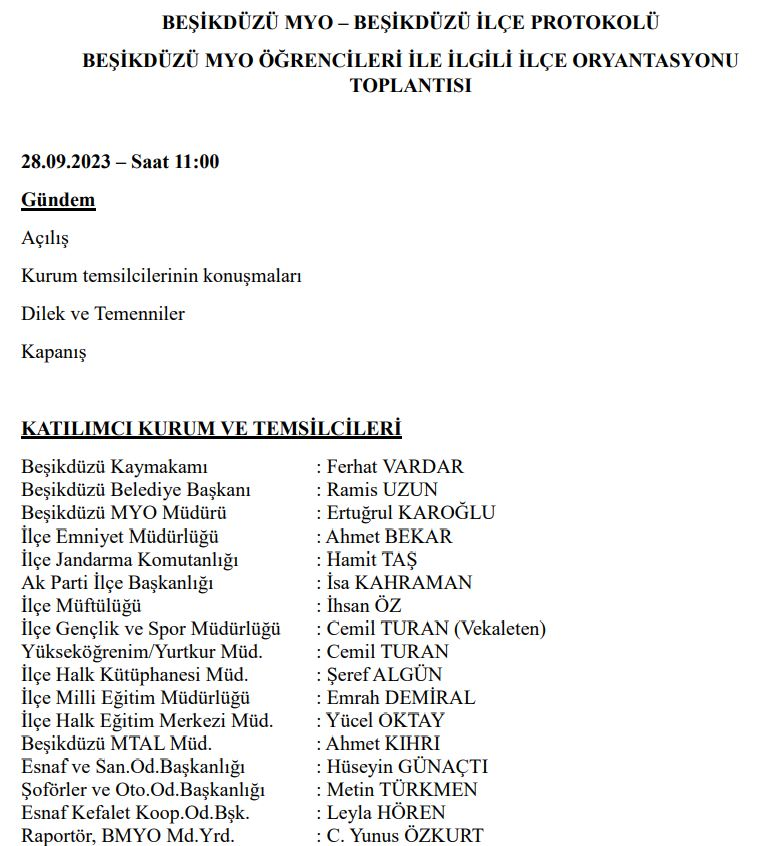 BEŞİKDÜZÜ MYO – BEŞİKDÜZÜ İLÇE PROTOKOLÜ
BEŞİKDÜZÜ MYO ÖĞRENCİLERİ İLE İLGİLİ İLÇE ORYANTASYONU
TOPLANTISI
28.09.2023 – Saat 11:00
Gündem
Açılış
Kurum temsilcilerinin konuşmaları
Dilek ve Temenniler
Kapanış
KATILIMCI KURUM VE TEMSİLCİLERİ
Beşikdüzü Kaymakamı : Ferhat VARDAR
Beşikdüzü Belediye Başkanı : Ramis UZUN
Beşikdüzü MYO Müdürü : Ertuğrul KAROĞLU
İlçe Emniyet Müdürlüğü : Ahmet BEKAR
İlçe Jandarma Komutanlığı : Hamit TAŞ
Ak Parti İlçe Başkanlığı : İsa KAHRAMAN
İlçe Müftülüğü : İhsan ÖZ
İlçe Gençlik ve Spor Müdürlüğü : Cemil TURAN (Vekaleten)
Yükseköğrenim/Yurtkur Müd. : Cemil TURAN
İlçe Halk Kütüphanesi Müd. : Şeref ALGÜN
İlçe Milli Eğitim Müdürlüğü : Emrah DEMİRAL
İlçe Halk Eğitim Merkezi Müd. : Yücel OKTAY
Beşikdüzü MTAL Müd. : Ahmet KIHRI
Esnaf ve San.Od.Başkanlığı : Hüseyin GÜNAÇTI
Şoförler ve Oto.Od.Başkanlığı : Metin TÜRKMEN
Esnaf Kefalet Koop.Od.Bşk. : Leyla HÖREN
Raportör, BMYO Md.Yrd. : C. Yunus ÖZKURT